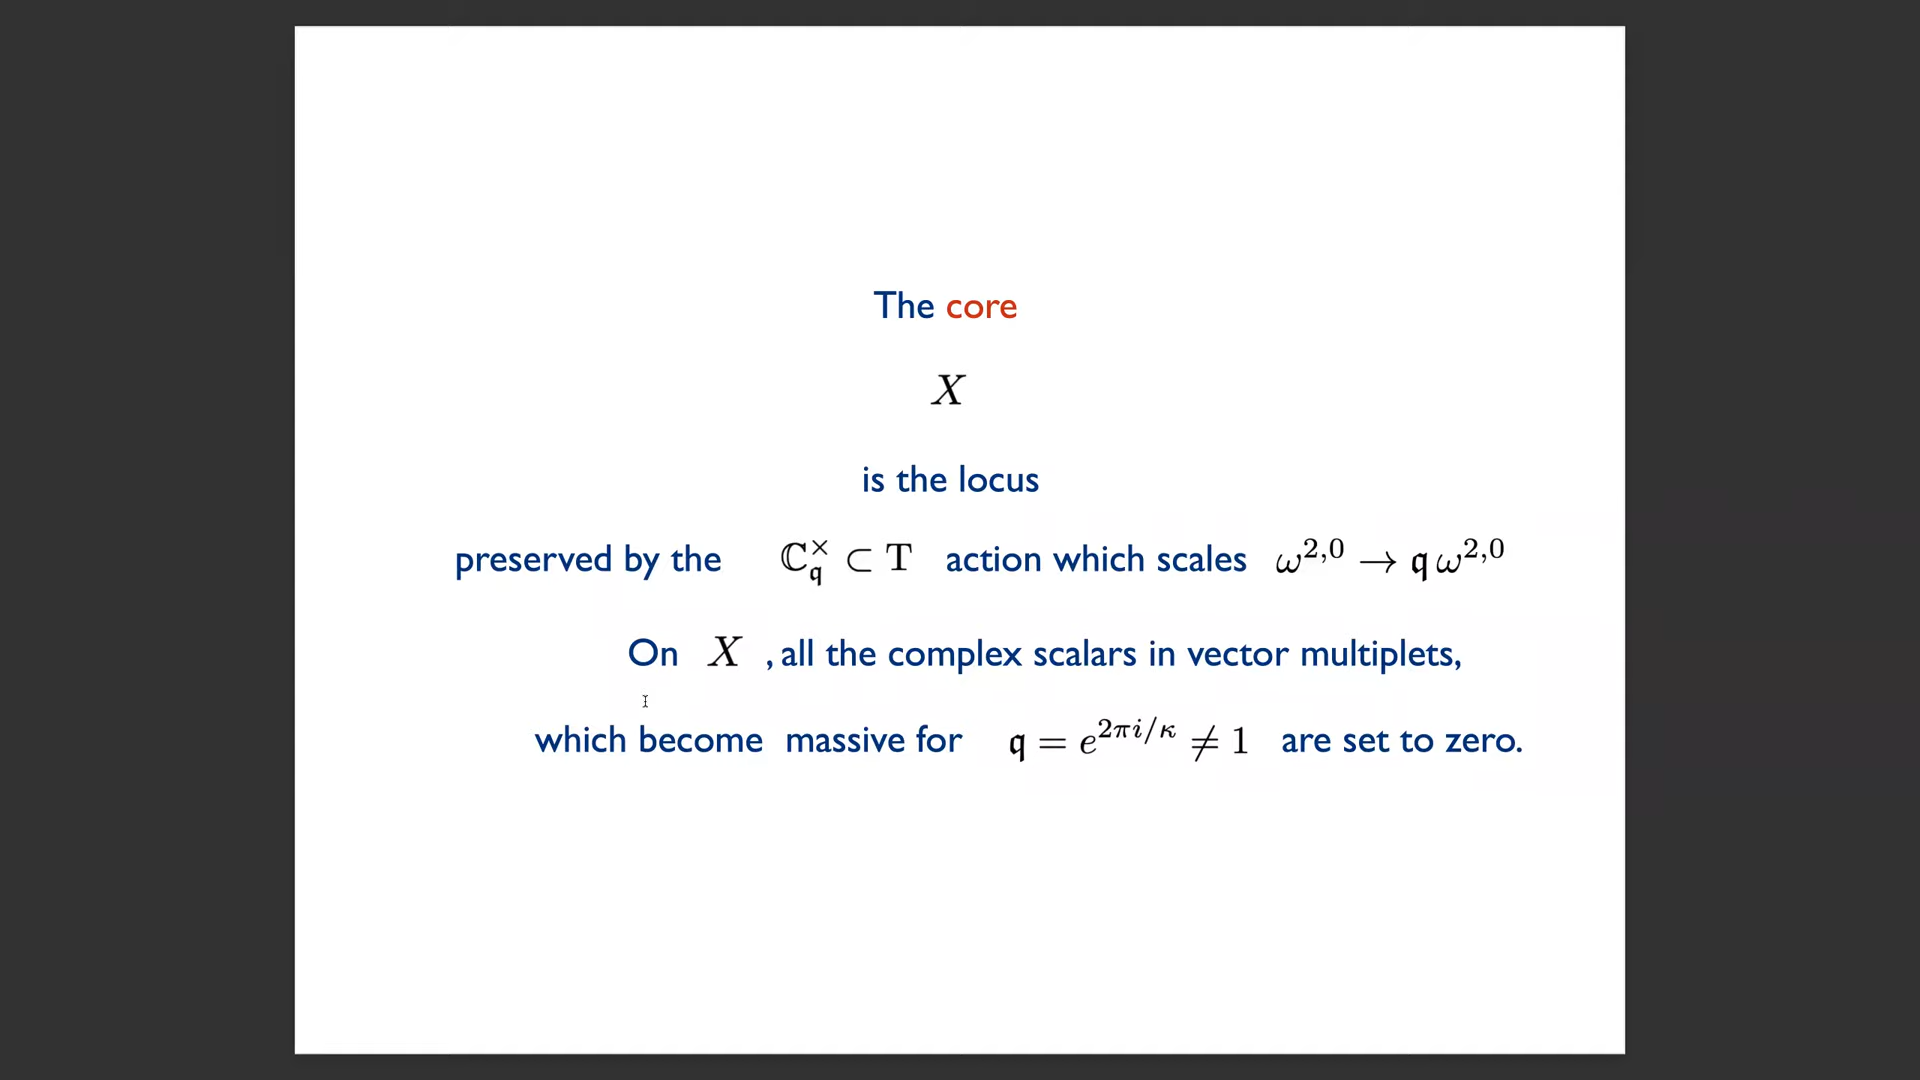 The core
X
is the locus
preserved by the ℂ_𝔮^× ⊂ T action which scales ω^{2,0} → 𝔮 ω^{2,0}
On X , all the complex scalars in vector multiplets,
which become massive for 𝔮 = e^{2πi/κ} ≠ 1 are set to zero.